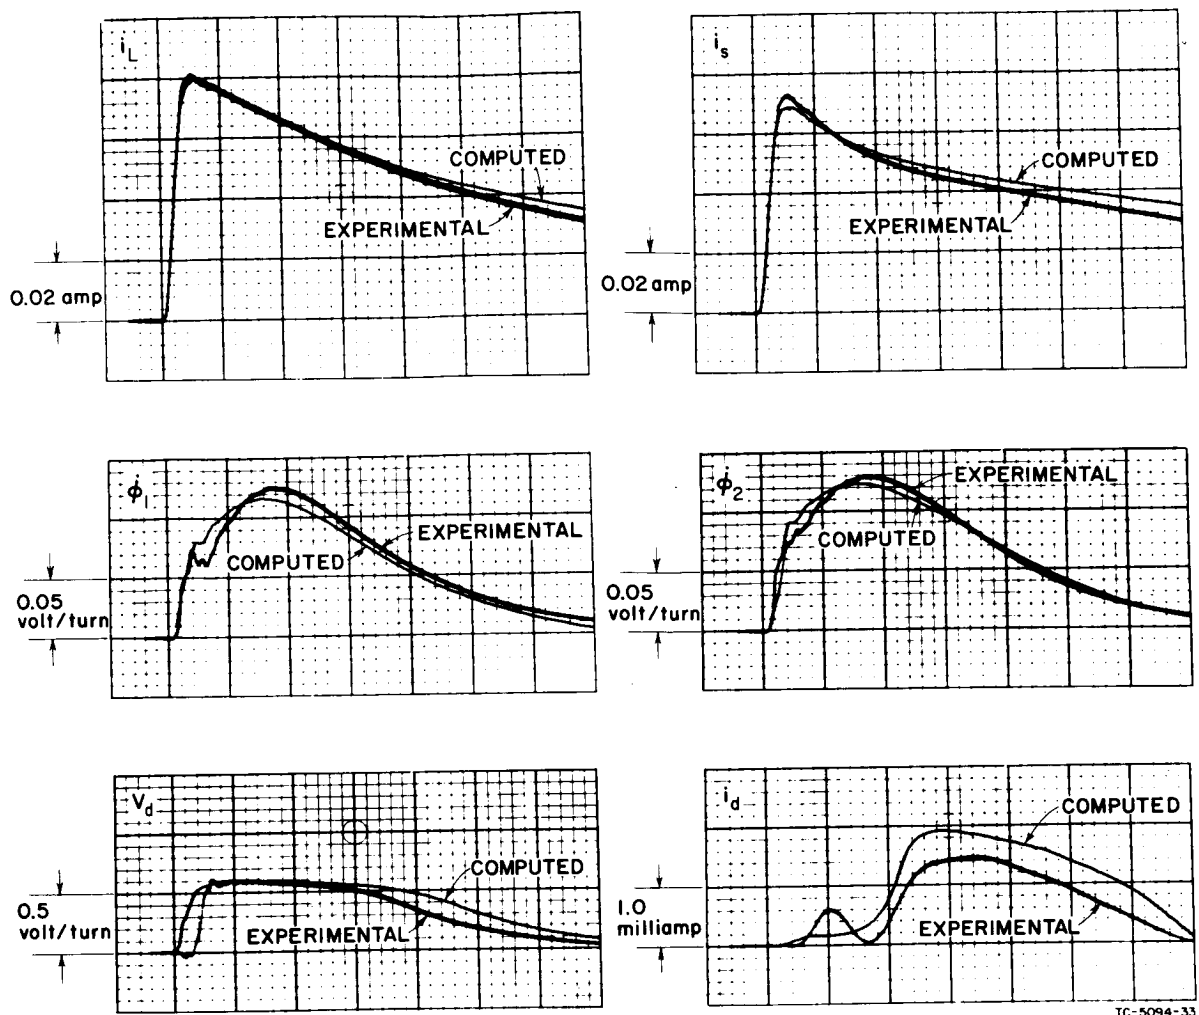 i_L
COMPUTED
EXPERIMENTAL
0.02 amp
i_s
COMPUTED
EXPERIMENTAL
0.02 amp
ϕ̇_1
EXPERIMENTAL
COMPUTED
0.05
volt/turn
ϕ̇_2
EXPERIMENTAL
COMPUTED
0.05
volt/turn
V_d
COMPUTED
0.5
volt/turn
EXPERIMENTAL
i_d
COMPUTED
1.0
milliamp
EXPERIMENTAL
TC-5094-33